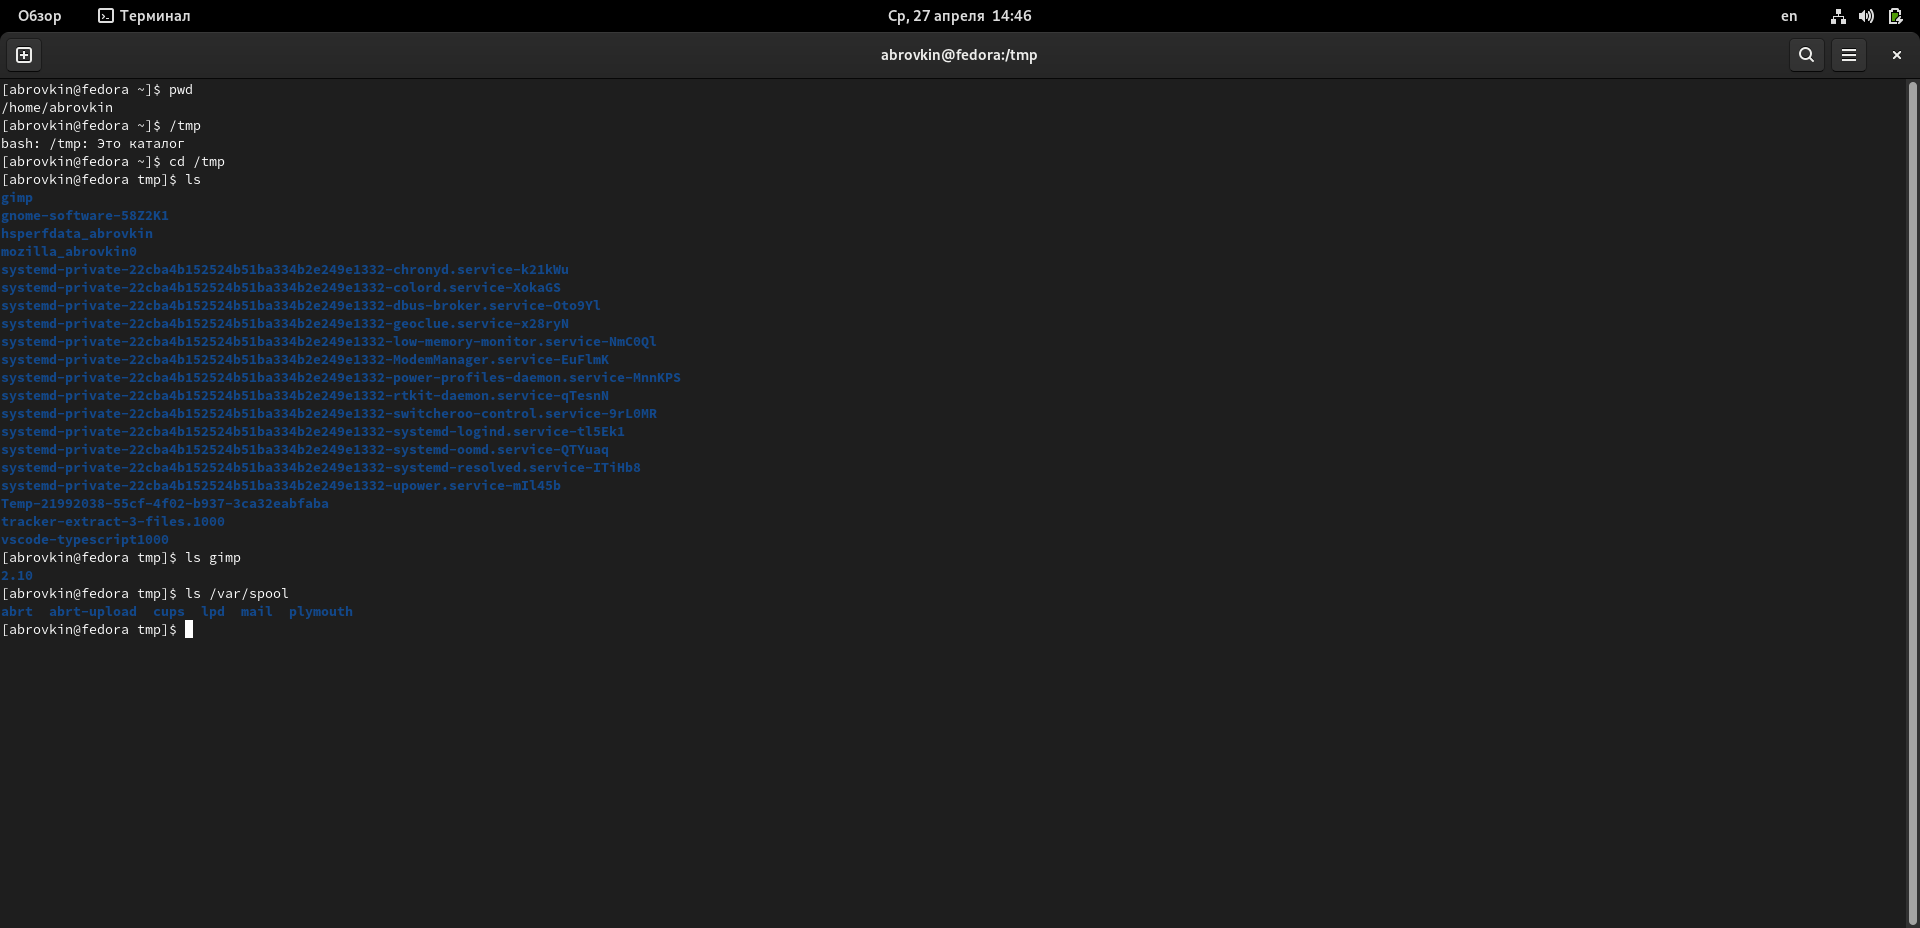 Обзор Терминал Ср, 27 апреля 14:46 en
abrovkin@fedora:/tmp
[abrovkin@fedora ~]$ pwd
/home/abrovkin
[abrovkin@fedora ~]$ /tmp
bash: /tmp: Это каталог
[abrovkin@fedora ~]$ cd /tmp
[abrovkin@fedora tmp]$ ls
gimp
gnome-software-58Z2K1
hsperfdata_abrovkin
mozilla_abrovkin0
systemd-private-22cba4b152524b51ba334b2e249e1332-chronyd.service-k21kWu
systemd-private-22cba4b152524b51ba334b2e249e1332-colord.service-XokaGS
systemd-private-22cba4b152524b51ba334b2e249e1332-dbus-broker.service-Oto9Yl
systemd-private-22cba4b152524b51ba334b2e249e1332-geoclue.service-x28ryN
systemd-private-22cba4b152524b51ba334b2e249e1332-low-memory-monitor.service-NmC0Ql
systemd-private-22cba4b152524b51ba334b2e249e1332-ModemManager.service-EuFlmK
systemd-private-22cba4b152524b51ba334b2e249e1332-power-profiles-daemon.service-MnnKPS
systemd-private-22cba4b152524b51ba334b2e249e1332-rtkit-daemon.service-qTesnN
systemd-private-22cba4b152524b51ba334b2e249e1332-switcheroo-control.service-9rL0MR
systemd-private-22cba4b152524b51ba334b2e249e1332-systemd-logind.service-tl5Ek1
systemd-private-22cba4b152524b51ba334b2e249e1332-systemd-oomd.service-QTYuaq
systemd-private-22cba4b152524b51ba334b2e249e1332-systemd-resolved.service-ITiHb8
systemd-private-22cba4b152524b51ba334b2e249e1332-upower.service-mIl45b
Temp-21992038-55cf-4f02-b937-3ca32eabfaba
tracker-extract-3-files.1000
vscode-typescript1000
[abrovkin@fedora tmp]$ ls gimp
2.10
[abrovkin@fedora tmp]$ ls /var/spool
abrt abrt-upload cups lpd mail plymouth
[abrovkin@fedora tmp]$